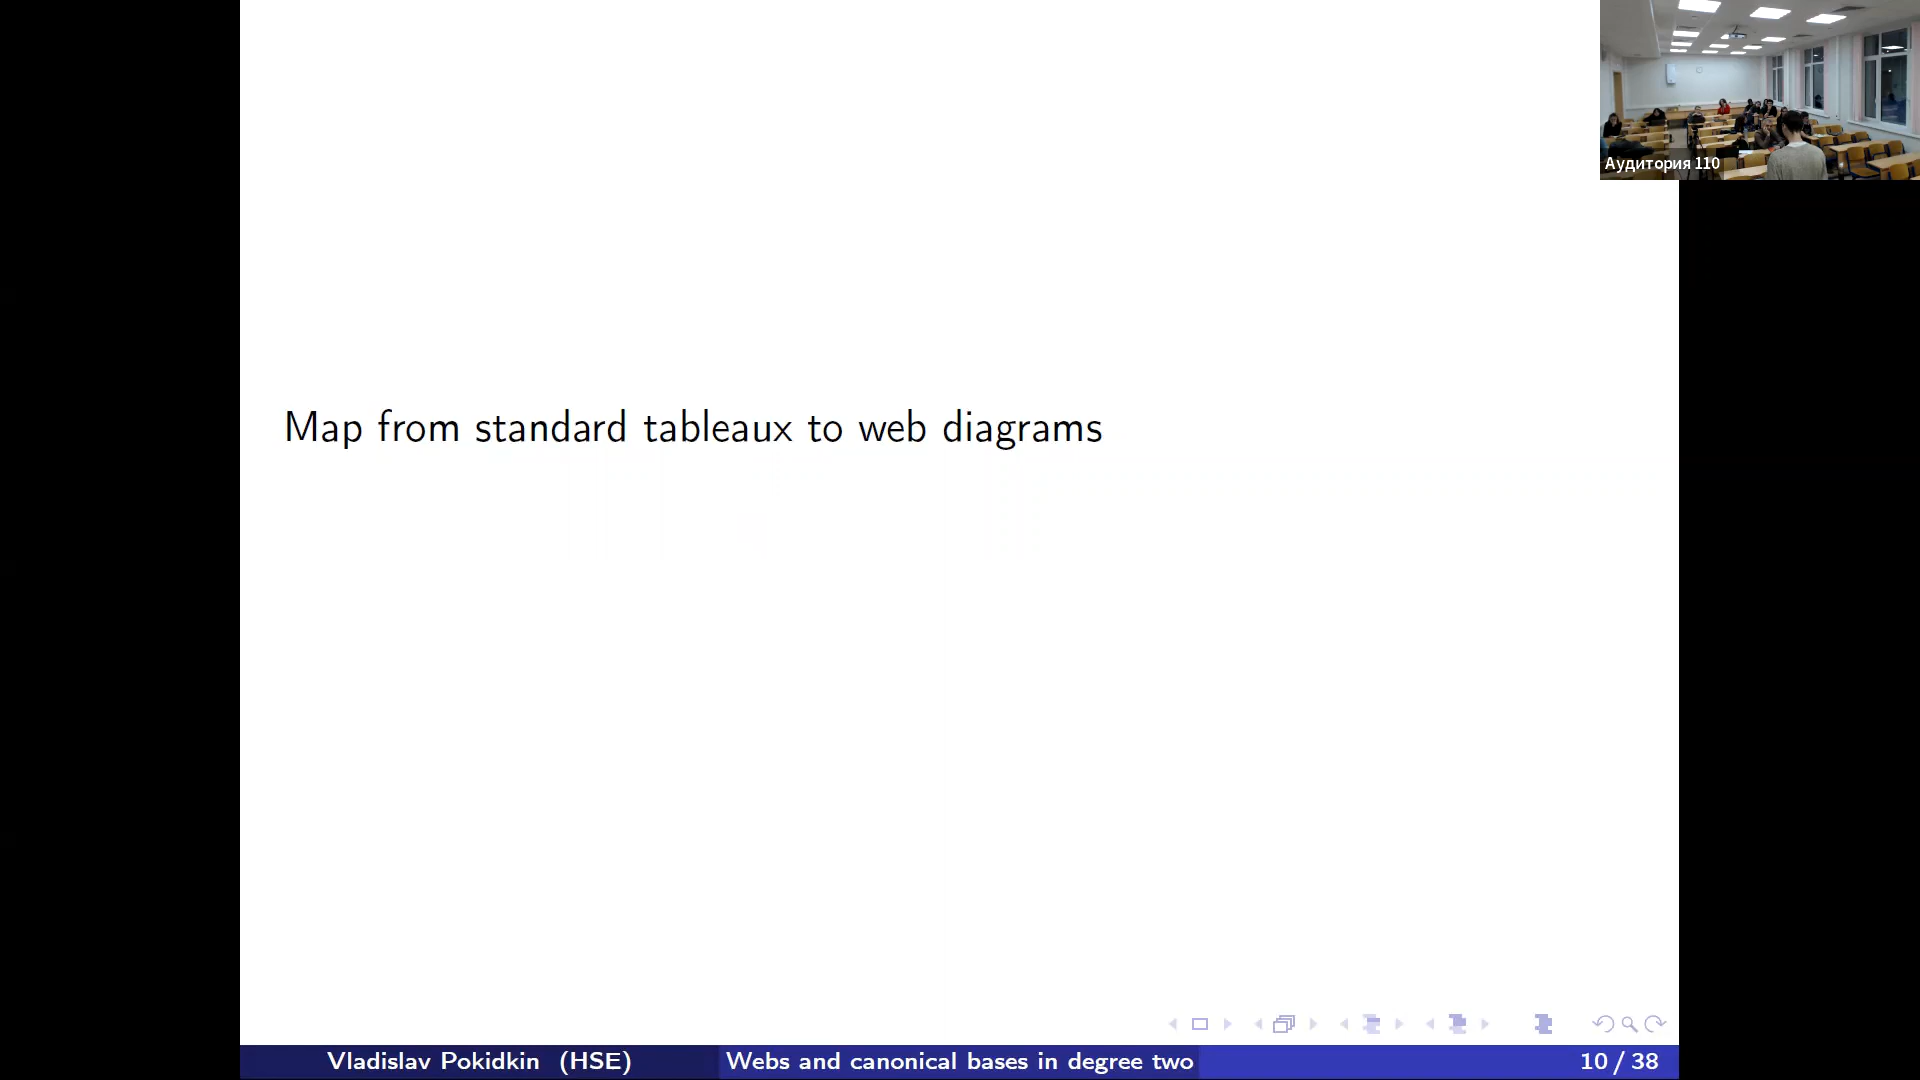 Аудитория 110
Map from standard tableaux to web diagrams
Vladislav Pokidkin (HSE)
Webs and canonical bases in degree two
10 / 38